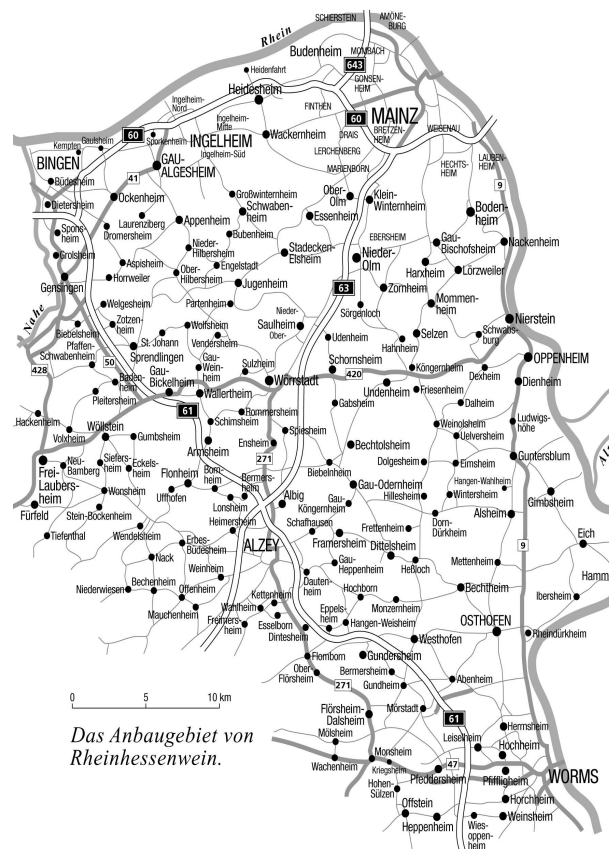 SCHIERSTEIN
AMÖNE-
BURG
Rhein
MOMBACH
Budenheim
643
GONSEN-
HEIM
Heidenfahrt
Heidesheim
Ingelheim-
Nord
FINTHEN
60
MAINZ
60
Ingelheim-
Mitte
Wackernheim
DRAIS
BRETZEN-
HEIM
WEISENAU
Gaulsheim
Kempten
Sporkenheim
INGELHEIM
Ingelheim-Süd
LERCHENBERG
LAUBEN-
HEIM
BINGEN
GAU-
ALGESHEIM
MARIENBORN
HECHTS-
HEIM
Büdesheim
41
9
Dietersheim
Ockenheim
Großwinternheim
Schwaben-
heim
Ober-
Olm
Klein-
Winternheim
Boden-
heim
Laurenziberg
Appenheim
Essenheim
Spons-
heim
Dromersheim
Bubenheim
EBERSHEIM
Gau-
Bischofsheim
Nackenheim
Nieder-
Hilbersheim
Stadecken-
Elsheim
Nieder-
Olm
Grolsheim
Aspisheim
Engelstadt
Harxheim
Lörzweiler
Gensingen
Horrweiler
Ober-
Hilbersheim
Jugenheim
63
Zornheim
Nahe
Welgesheim
Partenheim
Mommen-
heim
Sörgenloch
Nierstein
Zotzen-
heim
Wolfsheim
Nieder-
Saulheim
Ober-
Biebelsheim
St. Johann
Vendersheim
Udenheim
Selzen
Schwabs-
burg
Pfaffen-
Schwabenheim
Sprendlingen
Hahnheim
OPPENHEIM
50
Gau-
Wein-
heim
Sulzheim
Schornsheim
Köngernheim
Dexheim
428
Baden-
heim
Gau-
Bickelheim
Wörrstadt
420
Undenheim
Friesenheim
Dienheim
Pleitersheim
Wallertheim
Gabsheim
Dalheim
Hackenheim
61
Rommersheim
Volxheim
Wöllstein
Schimsheim
Spiesheim
Weinolsheim
Ludwigs-
höhe
Gumbsheim
Armsheim
Ensheim
Uelversheim
271
Bechtolsheim
Guntersblum
Frei-
Laubers-
heim
Neu-
Bamberg
Siefers-
heim
Eckels-
heim
Flonheim
Born-
heim
Bermers-
heim
Biebelnheim
Dolgesheim
Eimsheim
Gau-Odernheim
Hangen-Wahlheim
Wonsheim
Uffhofen
Hillesheim
Wintersheim
Gimbsheim
Lonsheim
Albig
Gau-
Köngernheim
Fürfeld
Stein-Bockenheim
Dorn-
Dürkheim
Alsheim
Heimersheim
Schafhausen
Frettenheim
9
Tiefenthal
Wendelsheim
Erbes-
Büdesheim
ALZEY
Framersheim
Dittelsheim
Eich
Nack
Gau-
Heppenheim
Heßloch
Mettenheim
Weinheim
Hamm
Dauten-
heim
Niederwiesen
Bechenheim
Offenheim
Kettenheim
Hochborn
Bechtheim
Ibersheim
Mauchenheim
Wahlheim
Eppels-
heim
Monzernheim
OSTHOFEN
Freimers-
heim
Esselborn
Hangen-Weisheim
Dintesheim
Westhofen
Rheindürkheim
Flomborn
Gundersheim
Ober-
Flörsheim
Bermersheim
Abenheim
271
Gundheim
0
5
10 km
Flörsheim-
Dalsheim
Mörstadt
61
Herrnsheim
Das Anbaugebiet von
Rheinhessenwein.
Mölsheim
Leiselheim
Hochheim
Monsheim
Wachenheim
Kriegsheim
47
Pfeddersheim
Pfiffligheim
WORMS
Hohen-
Sülzen
Horchheim
Offstein
Heppenheim
Wies-
oppen-
heim
Weinsheim